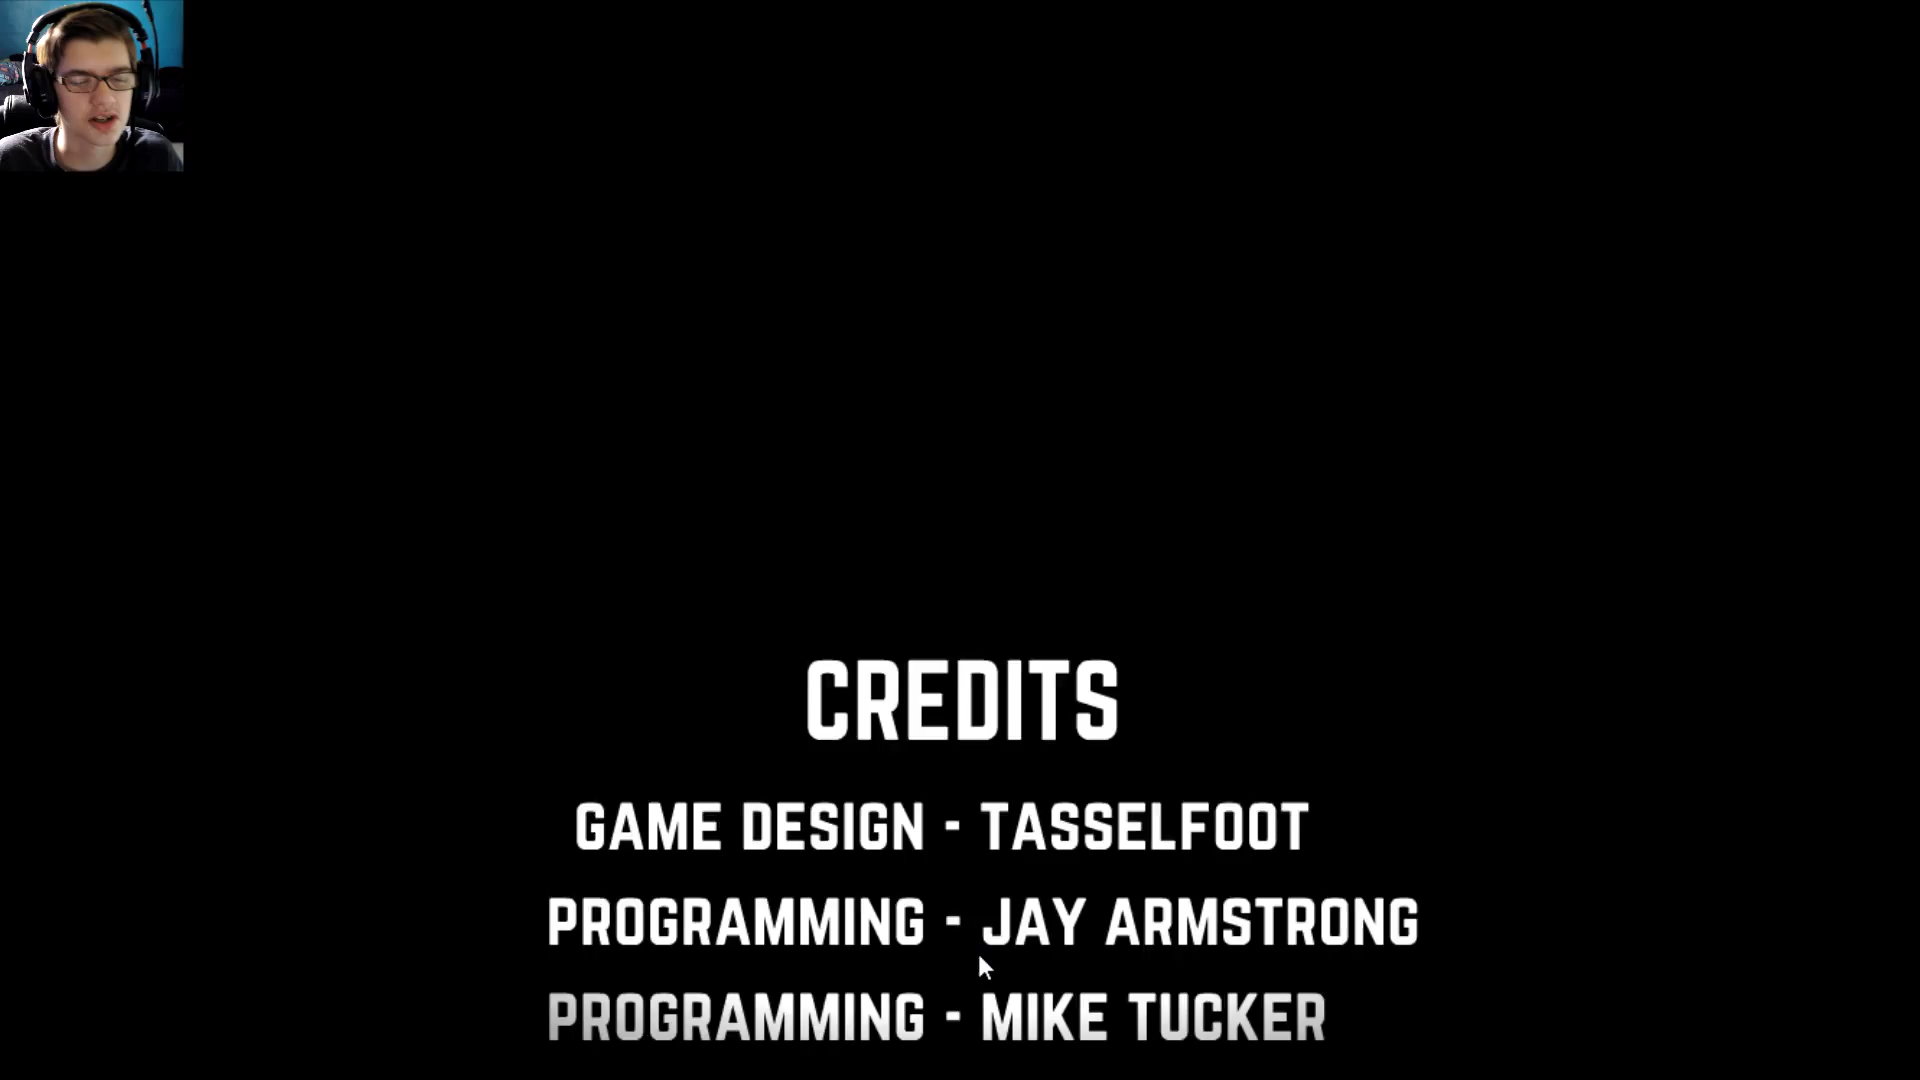 CREDITS
GAME DESIGN - TASSELFOOT
PROGRAMMING - JAY ARMSTRONG
PROGRAMMING - MIKE TUCKER